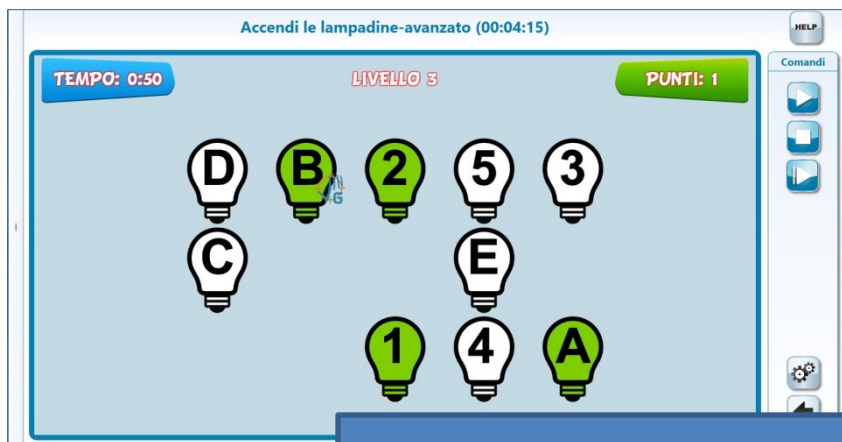 Accendi le lampadine-avanzato (00:04:15)
HELP
Comandi
TEMPO: 0:50 LIVELLO 3 PUNTI: 1
D B 2 5 3
C E
1 4 A